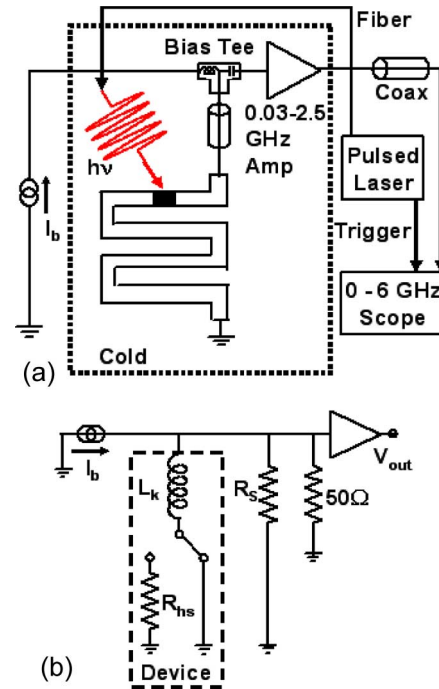 Fiber
Bias Tee
Coax
0.03-2.5
GHz
Amp
hν
Pulsed
Laser
Trigger
I_b
0 - 6 GHz
Scope
Cold
(a)
I_b
V_out
L_k
R_S
50Ω
R_hs
Device
(b)